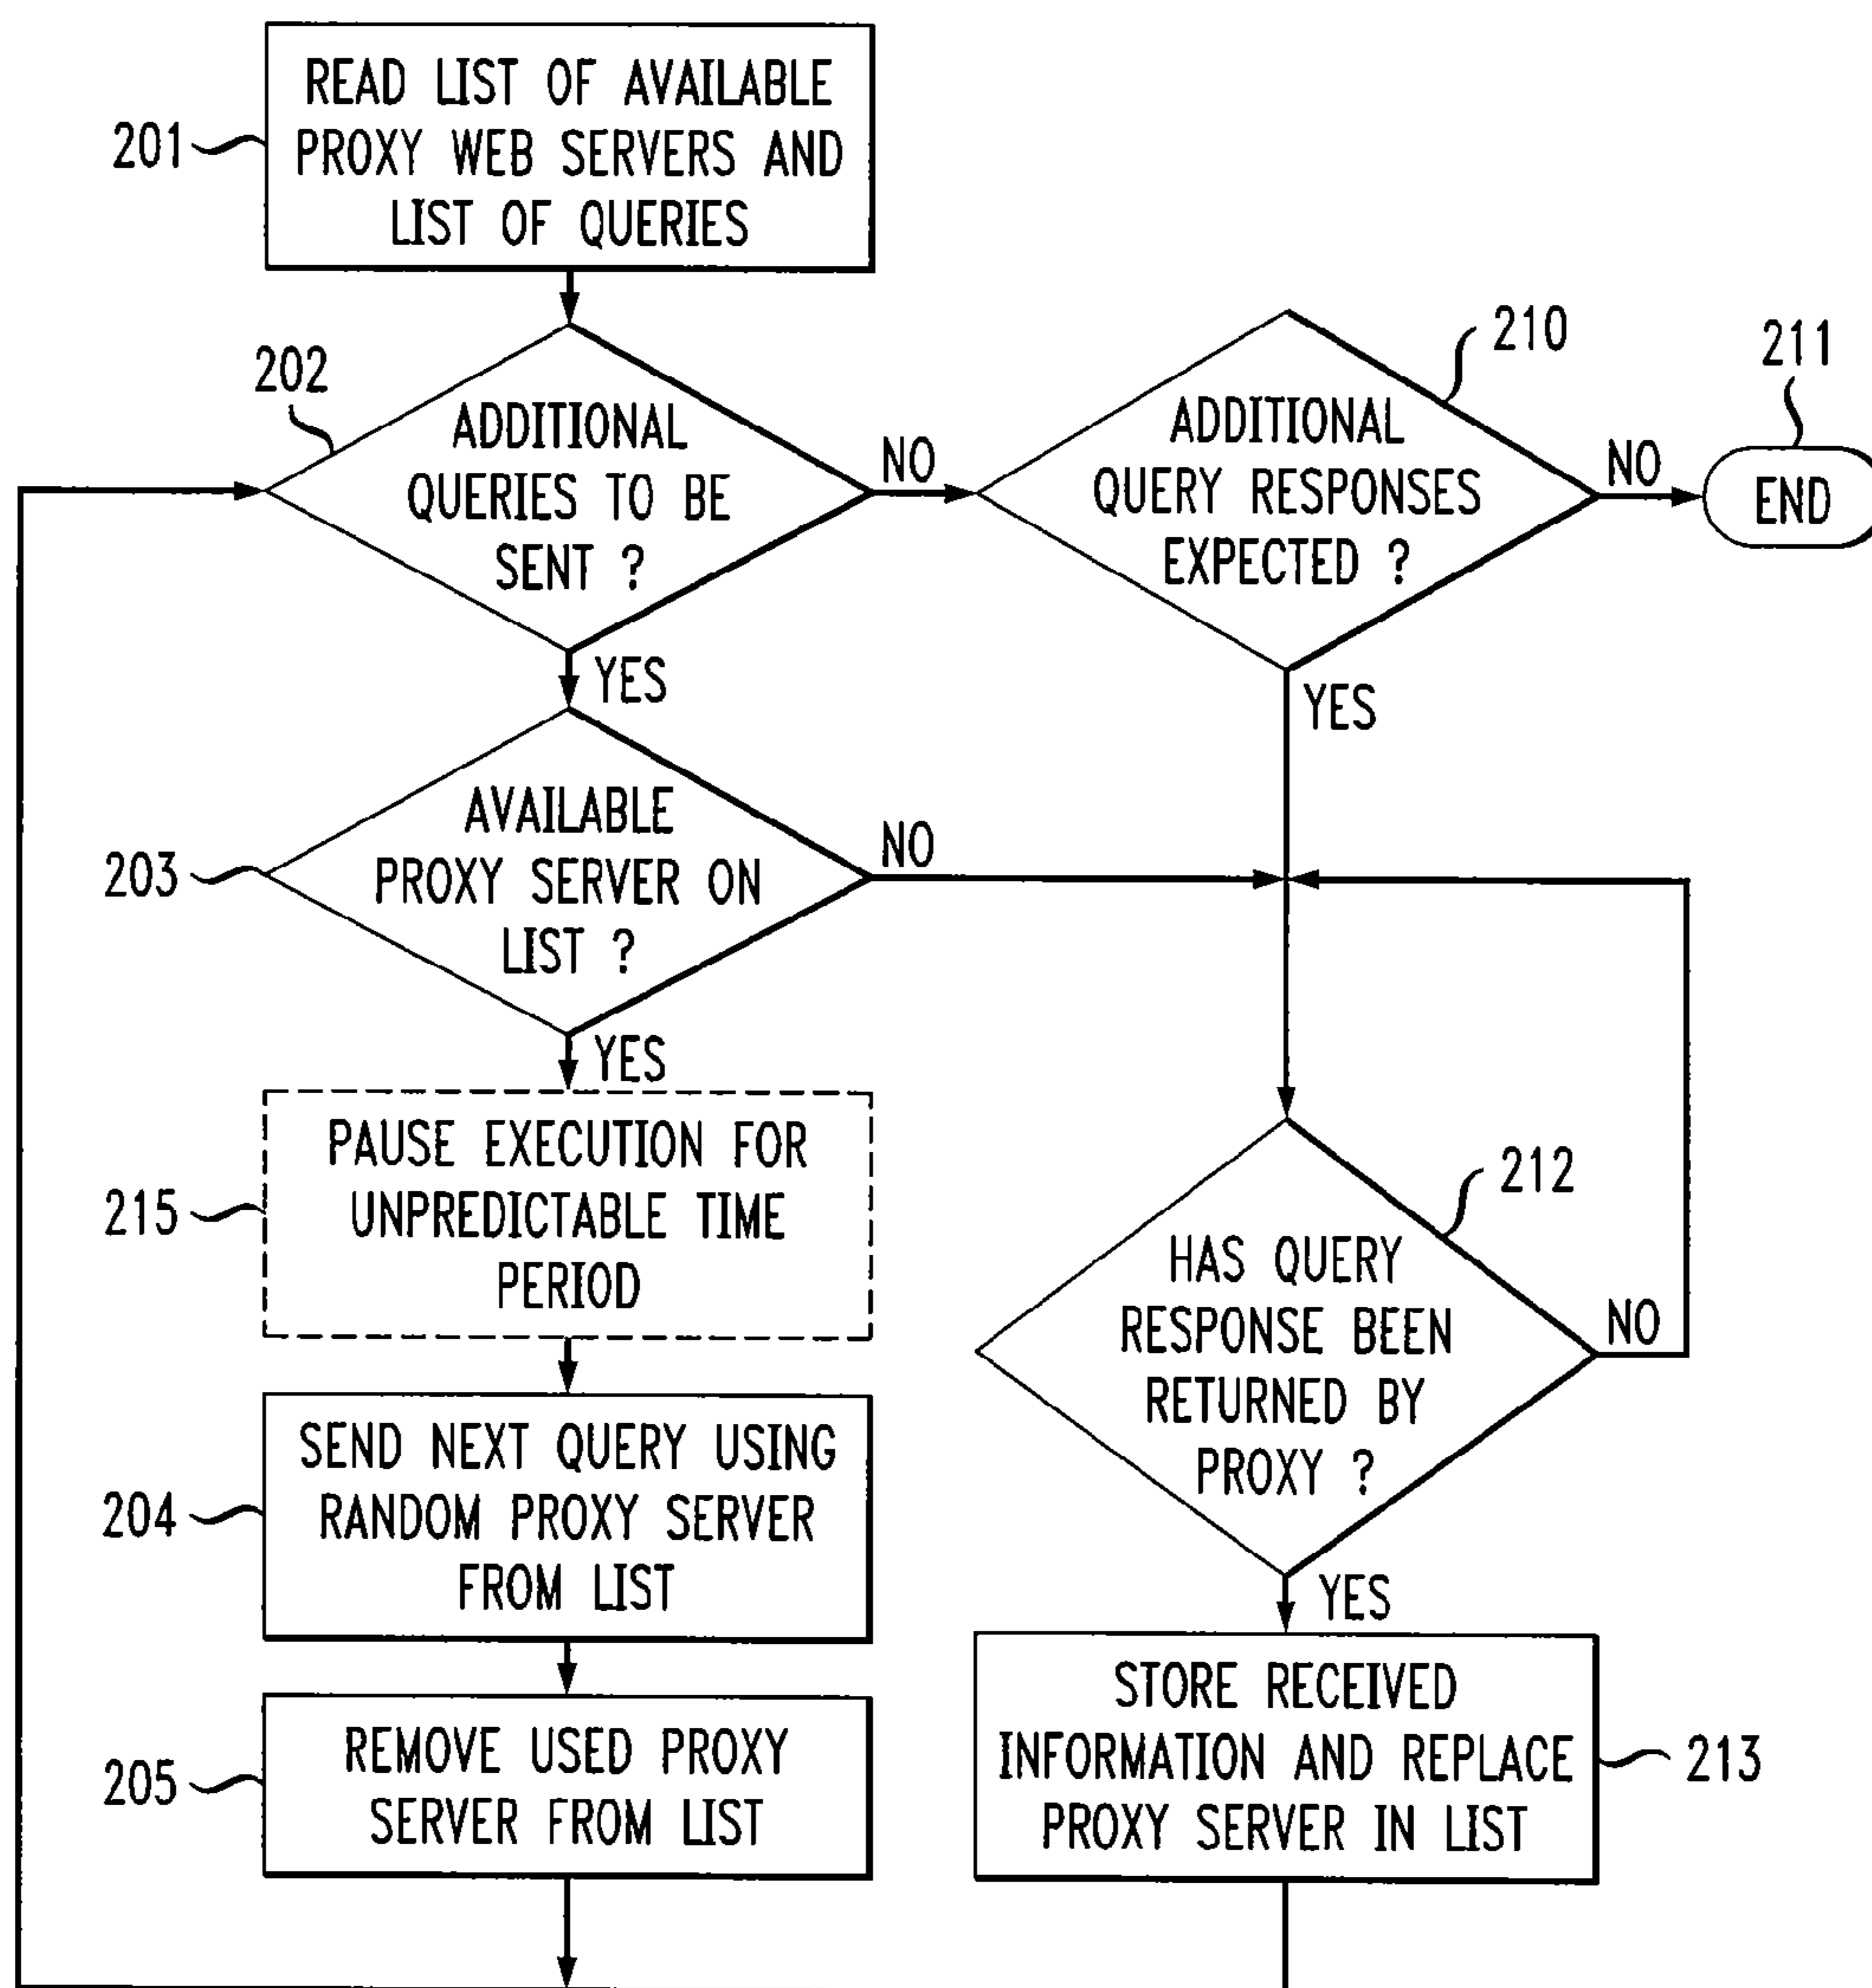 READ LIST OF AVAILABLE
PROXY WEB SERVERS AND
LIST OF QUERIES
201
202
ADDITIONAL
QUERIES TO BE
SENT ?
NO
YES
210
ADDITIONAL
QUERY RESPONSES
EXPECTED ?
NO
YES
211
END
203
AVAILABLE
PROXY SERVER ON
LIST ?
NO
YES
215
PAUSE EXECUTION FOR
UNPREDICTABLE TIME
PERIOD
212
HAS QUERY
RESPONSE BEEN
RETURNED BY
PROXY ?
NO
YES
204
SEND NEXT QUERY USING
RANDOM PROXY SERVER
FROM LIST
205
REMOVE USED PROXY
SERVER FROM LIST
STORE RECEIVED
INFORMATION AND REPLACE
PROXY SERVER IN LIST
213